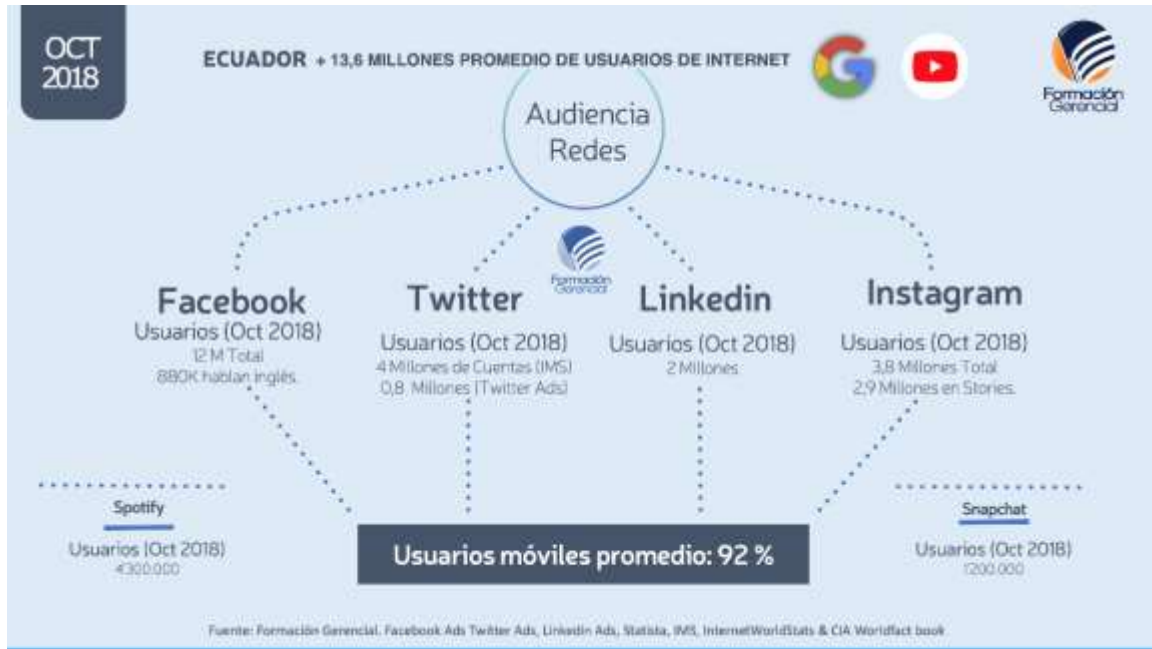 OCT
2018
ECUADOR + 13,6 MILLONES PROMEDIO DE USUARIOS DE INTERNET
Formación
Gerencial
Audiencia
Redes
Formación
Gerencial
Facebook
Usuarios (Oct 2018)
12 M Total
880K hablan inglés.
Twitter
Usuarios (Oct 2018)
4 Millones de Cuentas (IMS)
0,8 Millones (Twitter Ads)
Linkedin
Usuarios (Oct 2018)
2 Millones
Instagram
Usuarios (Oct 2018)
3,8 Millones Total
2,9 Millones en Stories.
Spotify
Usuarios (Oct 2018)
Usuarios móviles promedio: 92 %
Snapchat
Usuarios (Oct 2018)
Fuente: Formación Gerencial. Facebook Ads Twitter Ads, Linkedin Ads, Statista, IMS, InternetWorldStats & CIA Worldfact book